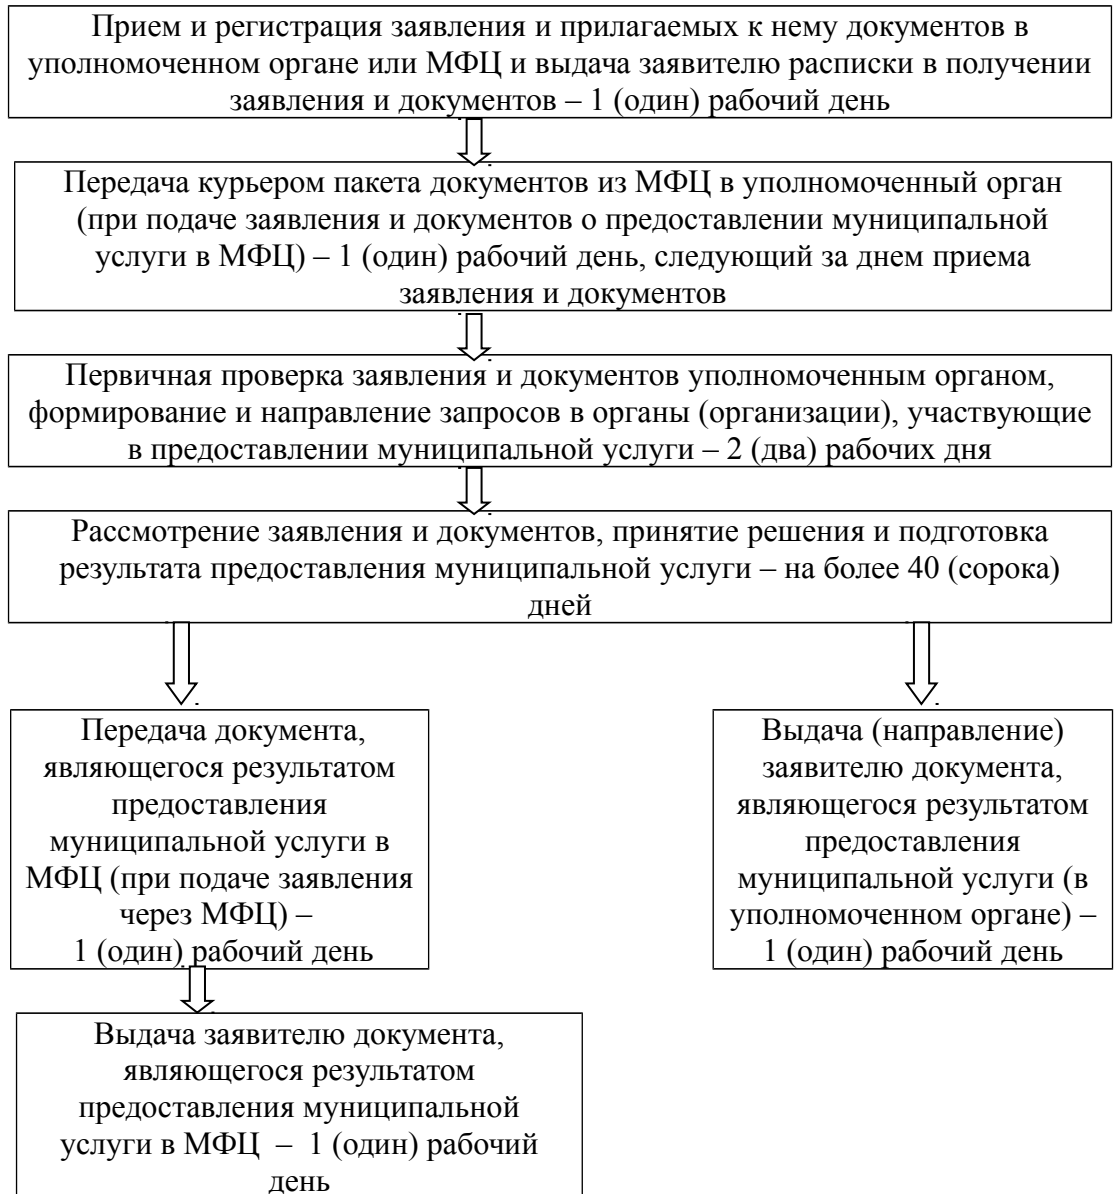 Прием и регистрация заявления и прилагаемых к нему документов в
уполномоченном органе или МФЦ и выдача заявителю расписки в получении
заявления и документов – 1 (один) рабочий день
Передача курьером пакета документов из МФЦ в уполномоченный орган
(при подаче заявления и документов о предоставлении муниципальной
услуги в МФЦ) – 1 (один) рабочий день, следующий за днем приема
заявления и документов
Первичная проверка заявления и документов уполномоченным органом,
формирование и направление запросов в органы (организации), участвующие
в предоставлении муниципальной услуги – 2 (два) рабочих дня
Рассмотрение заявления и документов, принятие решения и подготовка
результата предоставления муниципальной услуги – на более 40 (сорока)
дней
Передача документа,
являющегося результатом
предоставления
муниципальной услуги в
МФЦ (при подаче заявления
через МФЦ) –
1 (один) рабочий день
Выдача (направление)
заявителю документа,
являющегося результатом
предоставления
муниципальной услуги (в
уполномоченном органе) –
1 (один) рабочий день
Выдача заявителю документа,
являющегося результатом
предоставления муниципальной
услуги в МФЦ – 1 (один) рабочий
день